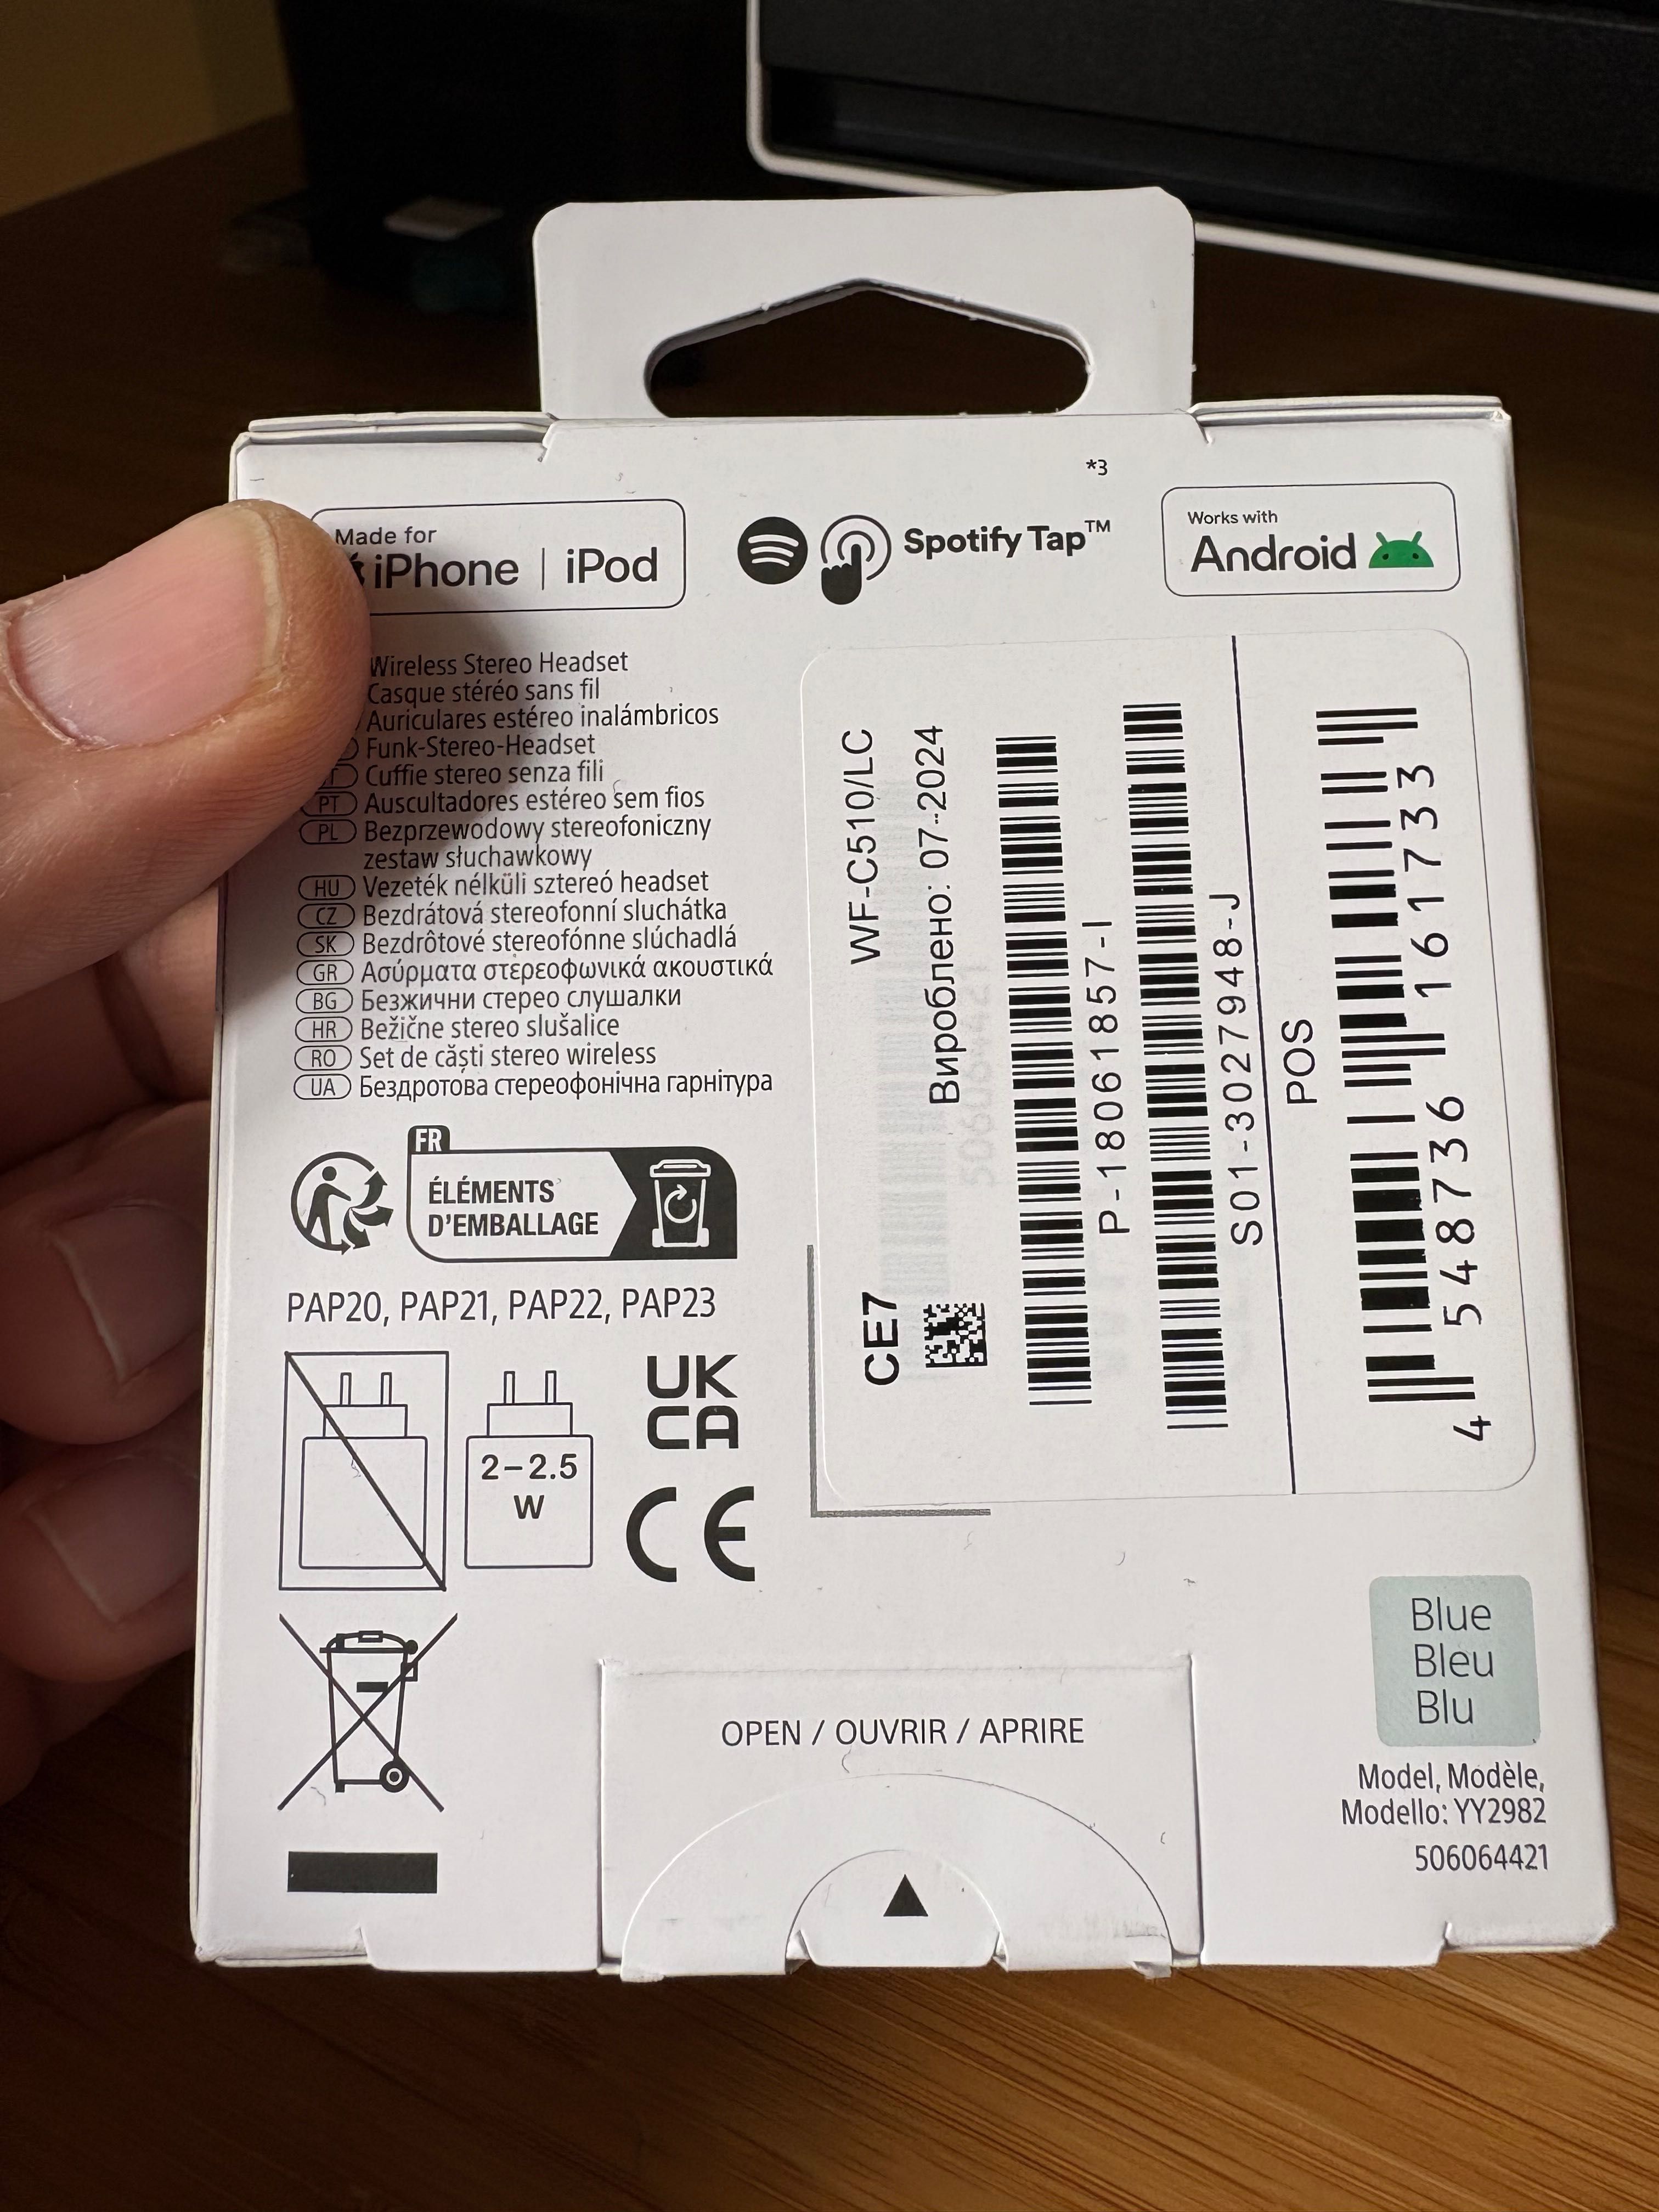 *3
Made for
iPhone | iPod
Spotify Tap™
Works with
Android
Wireless Stereo Headset
Casque stéréo sans fil
Auriculares estéreo inalámbricos
Funk-Stereo-Headset
Cuffie stereo senza fili
PT Auscultadores estéreo sem fios
PL Bezprzewodowy stereofoniczny
zestaw słuchawkowy
HU Vezeték nélküli sztereó headset
CZ Bezdrátová stereofonní sluchátka
SK Bezdrôtové stereofónne slúchadlá
GR Ασύρματα στερεοφωνικά ακουστικά
BG Безжични стерео слушалки
HR Bežične stereo slušalice
RO Set de căști stereo wireless
UA Бездротова стереофонічна гарнітура
FR
ÉLÉMENTS
D'EMBALLAGE
PAP20, PAP21, PAP22, PAP23
2–2.5
W
UK
CA
CE
CE7 WF-C510/LC
Вироблено: 07-2024
P-18061857-I
S01-3027948-J
POS
4 548736 161733
506064421
OPEN / OUVRIR / APRIRE
Blue
Bleu
Blu
Model, Modèle,
Modello: YY2982
506064421